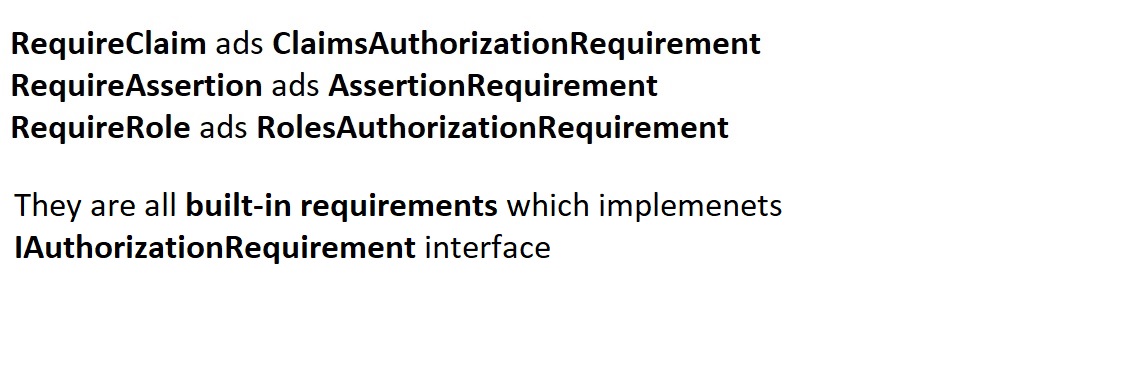 RequireClaim ads ClaimsAuthorizationRequirement
RequireAssertion ads AssertionRequirement
RequireRole ads RolesAuthorizationRequirement
They are all built-in requirements which implemenets
IAuthorizationRequirement interface